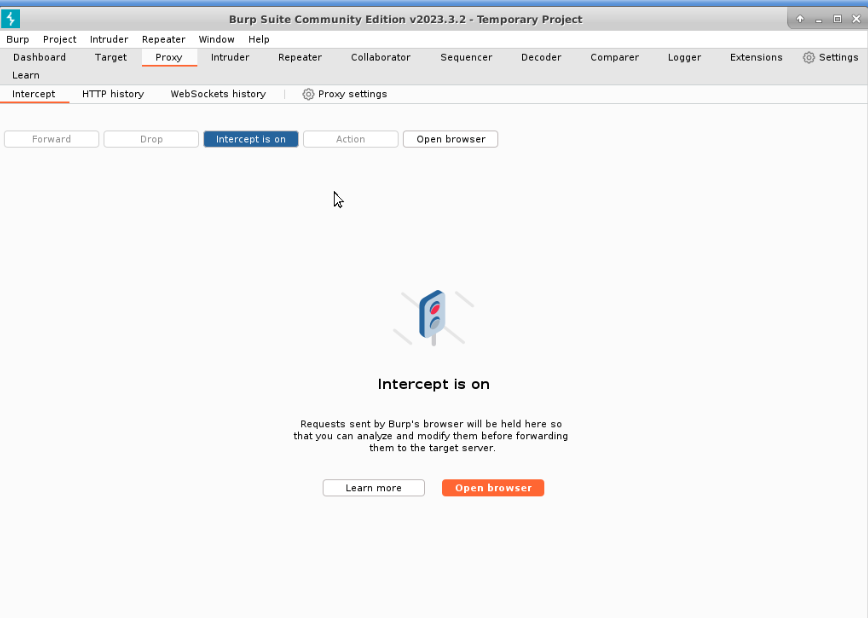 Burp Suite Community Edition v2023.3.2 - Temporary Project
Burp Project Intruder Repeater Window Help
Dashboard Target Proxy Intruder Repeater Collaborator Sequencer Decoder Comparer Logger Extensions Settings
Learn
Intercept HTTP history WebSockets history Proxy settings
Forward Drop Intercept is on Action Open browser
Intercept is on
Requests sent by Burp's browser will be held here so
that you can analyze and modify them before forwarding
them to the target server.
Learn more Open browser